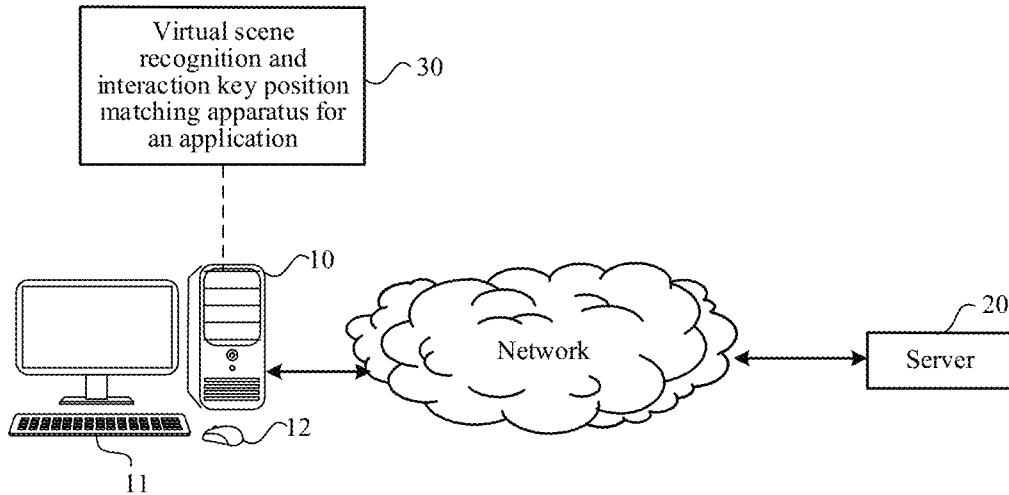 Virtual scene
recognition and
interaction key position
matching apparatus for
an application
30
10
20
Network
Server
12
11